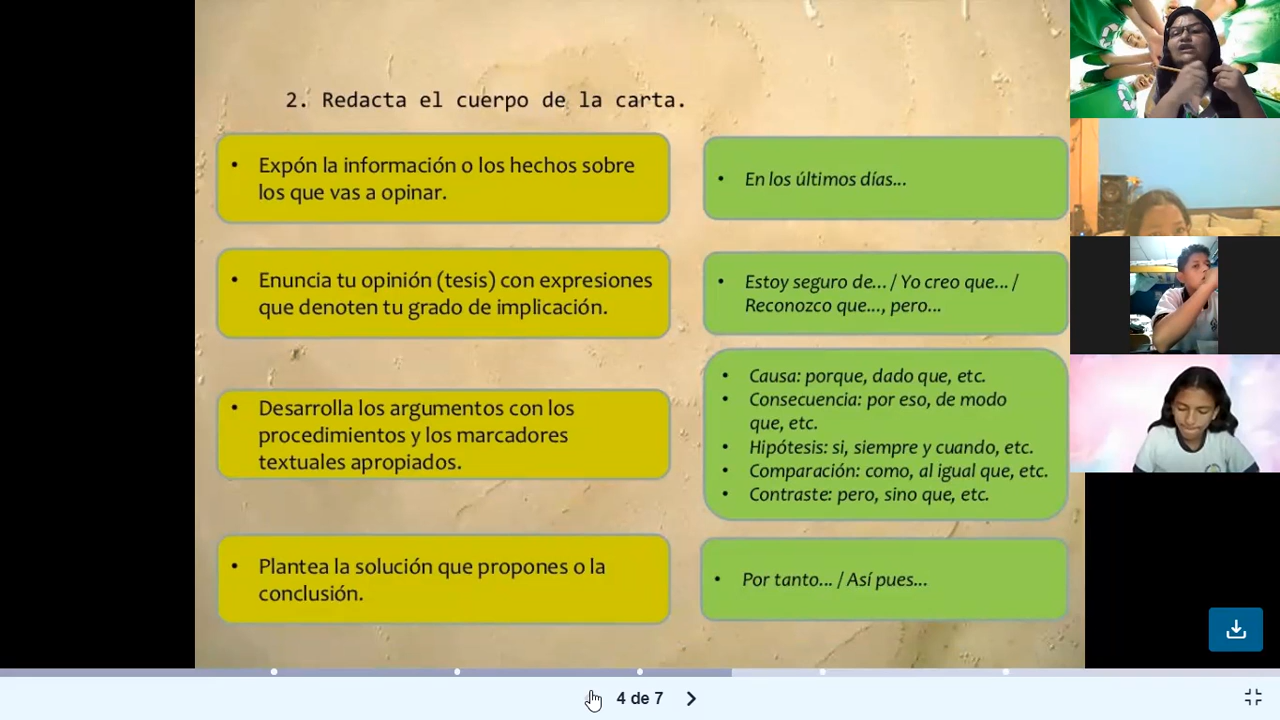 2. Redacta el cuerpo de la carta.
• Expón la información o los hechos sobre
los que vas a opinar.
• En los últimos días...
• Enuncia tu opinión (tesis) con expresiones
que denoten tu grado de implicación.
• Estoy seguro de... / Yo creo que... /
Reconozco que..., pero...
• Desarrolla los argumentos con los
procedimientos y los marcadores
textuales apropiados.
• Causa: porque, dado que, etc.
• Consecuencia: por eso, de modo
que, etc.
• Hipótesis: si, siempre y cuando, etc.
• Comparación: como, al igual que, etc.
• Contraste: pero, sino que, etc.
• Plantea la solución que propones o la
conclusión.
• Por tanto... / Así pues...
4 de 7